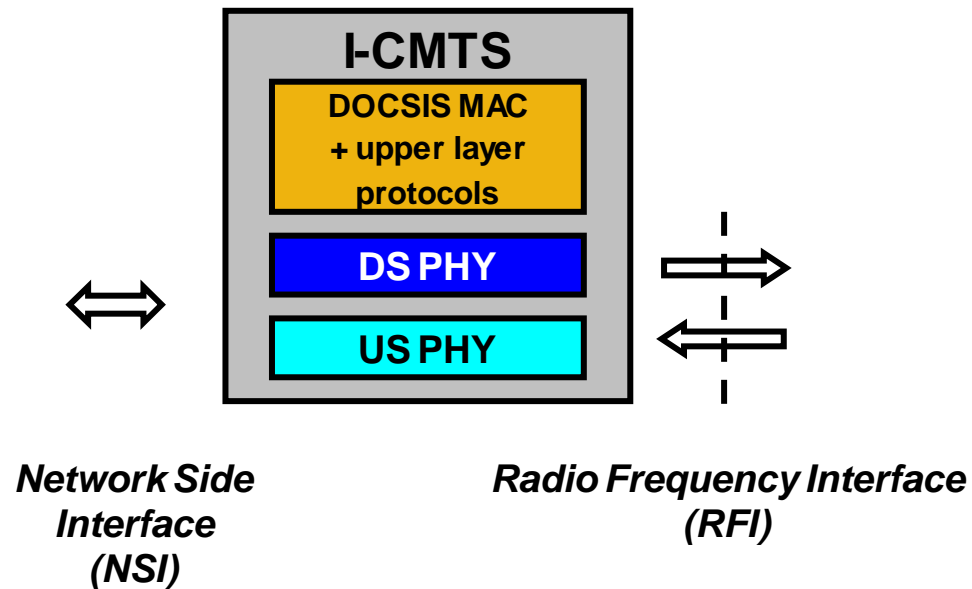 I-CMTS
DOCSIS MAC
+ upper layer
protocols
DS PHY
US PHY
Network Side
Interface
(NSI)
Radio Frequency Interface
(RFI)